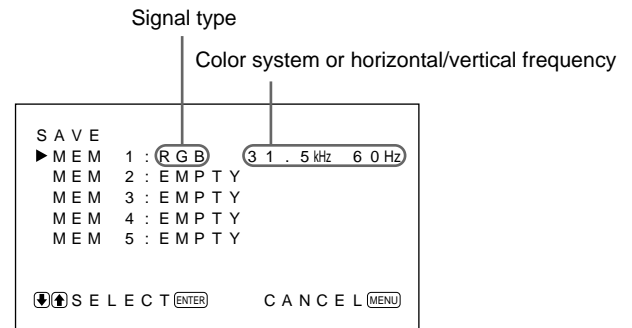 Signal type
Color system or horizontal/vertical frequency
SAVE
▶MEM 1:RGB 31.5kHz 60Hz
MEM 2:EMPTY
MEM 3:EMPTY
MEM 4:EMPTY
MEM 5:EMPTY
SELECT ENTER CANCEL MENU